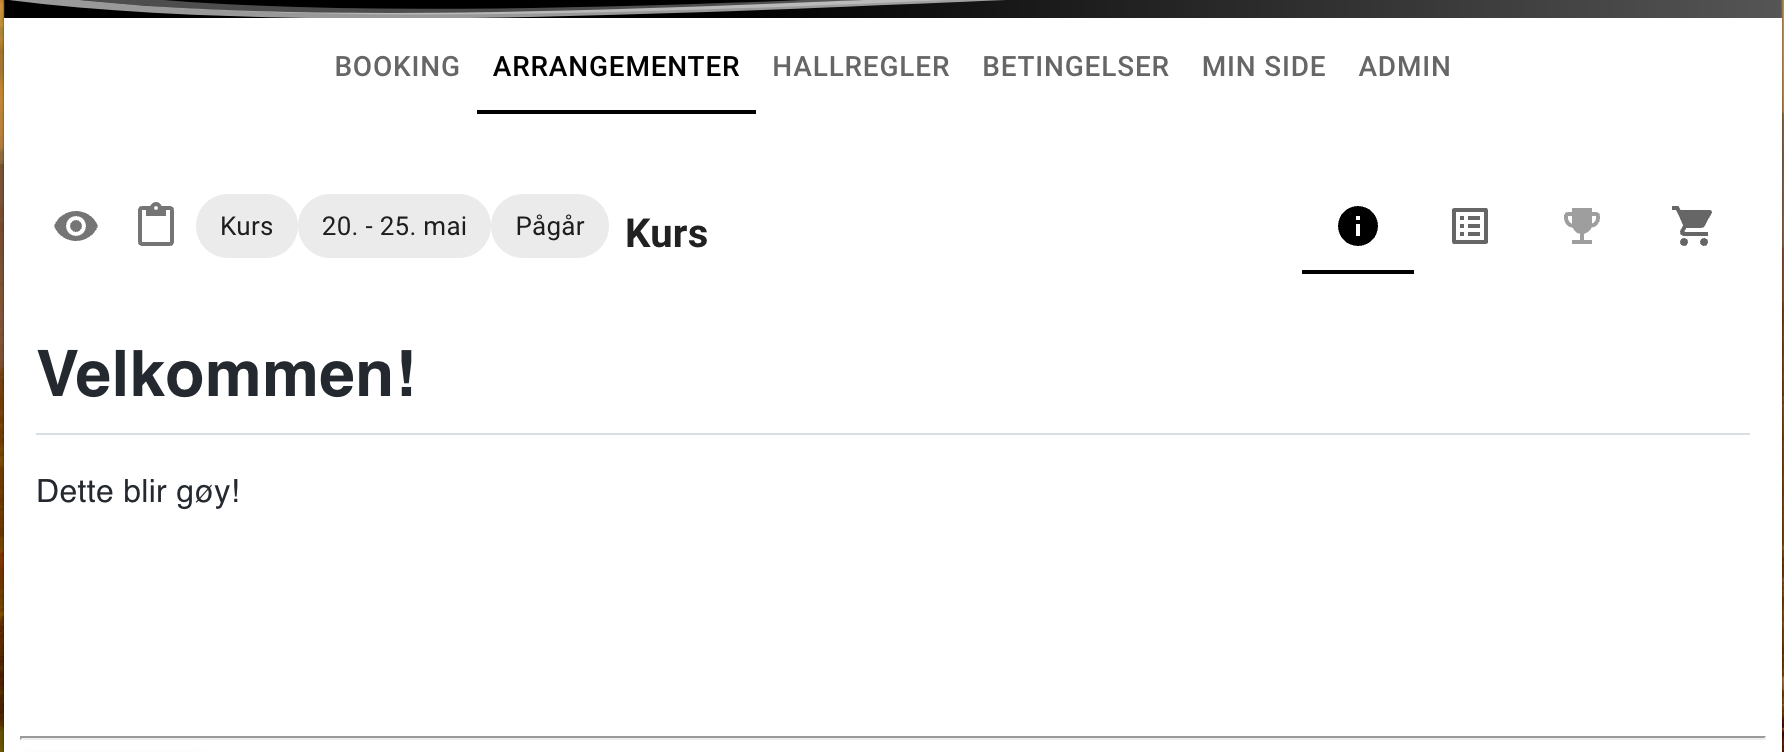 BOOKING ARRANGEMENTER HALLREGLER BETINGELSER MIN SIDE ADMIN
Kurs 20. - 25. mai Pågår Kurs
Velkommen!
Dette blir gøy!